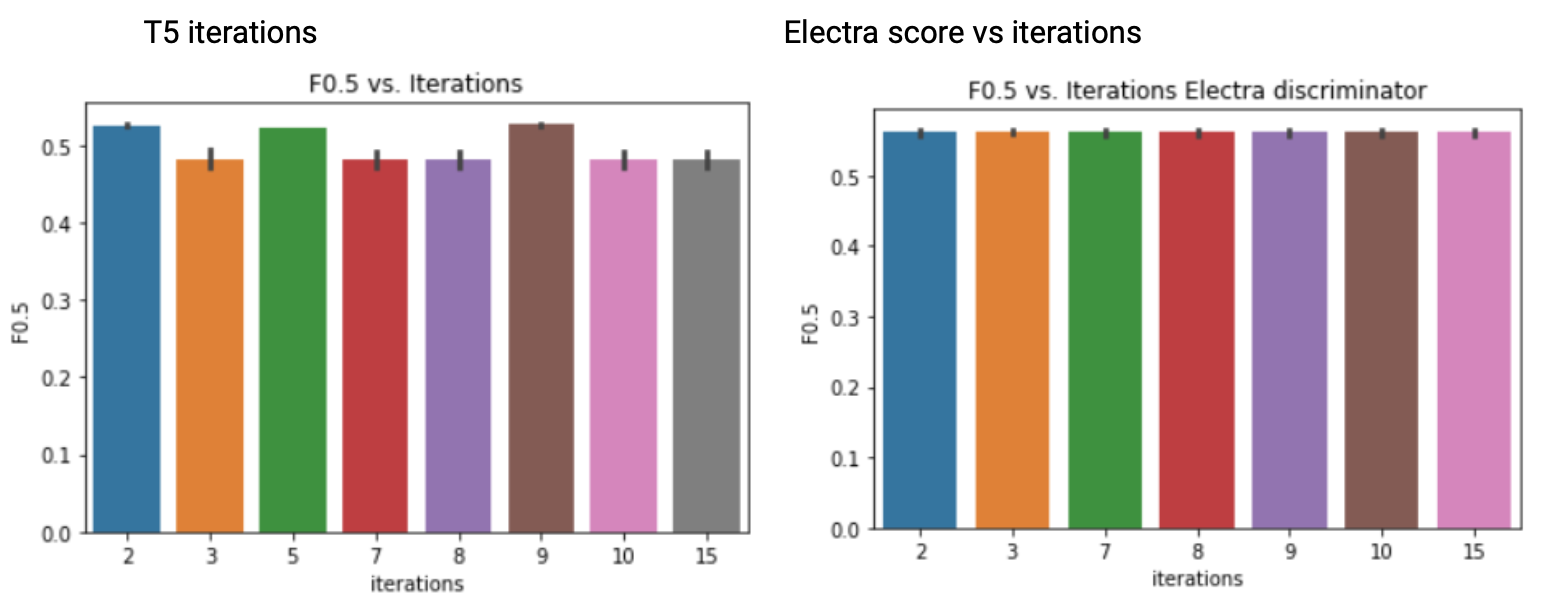 T5 iterations
Electra score vs iterations
F0.5 vs. Iterations
F0.5
0.5
0.4
0.3
0.2
0.1
0.0
2 3 5 7 8 9 10 15
iterations
F0.5 vs. Iterations Electra discriminator
F0.5
0.5
0.4
0.3
0.2
0.1
0.0
2 3 7 8 9 10 15
iterations